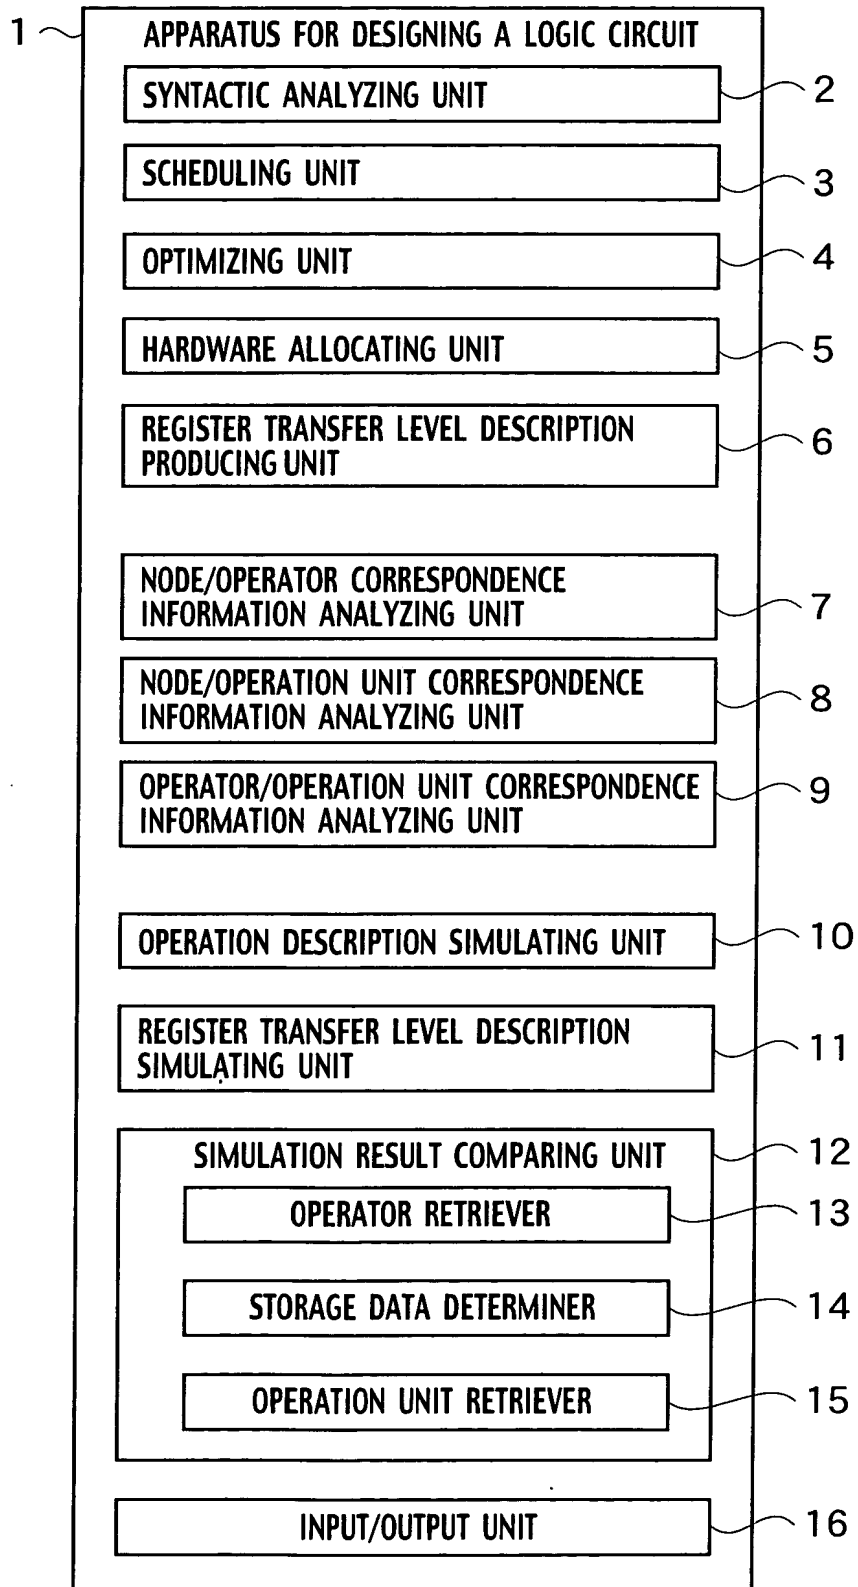 1 APPARATUS FOR DESIGNING A LOGIC CIRCUIT
SYNTACTIC ANALYZING UNIT 2
SCHEDULING UNIT 3
OPTIMIZING UNIT 4
HARDWARE ALLOCATING UNIT 5
REGISTER TRANSFER LEVEL DESCRIPTION
PRODUCING UNIT 6
NODE/OPERATOR CORRESPONDENCE
INFORMATION ANALYZING UNIT 7
NODE/OPERATION UNIT CORRESPONDENCE
INFORMATION ANALYZING UNIT 8
OPERATOR/OPERATION UNIT CORRESPONDENCE
INFORMATION ANALYZING UNIT 9
OPERATION DESCRIPTION SIMULATING UNIT 10
REGISTER TRANSFER LEVEL DESCRIPTION
SIMULATING UNIT 11
SIMULATION RESULT COMPARING UNIT 12
OPERATOR RETRIEVER 13
STORAGE DATA DETERMINER 14
OPERATION UNIT RETRIEVER 15
INPUT/OUTPUT UNIT 16